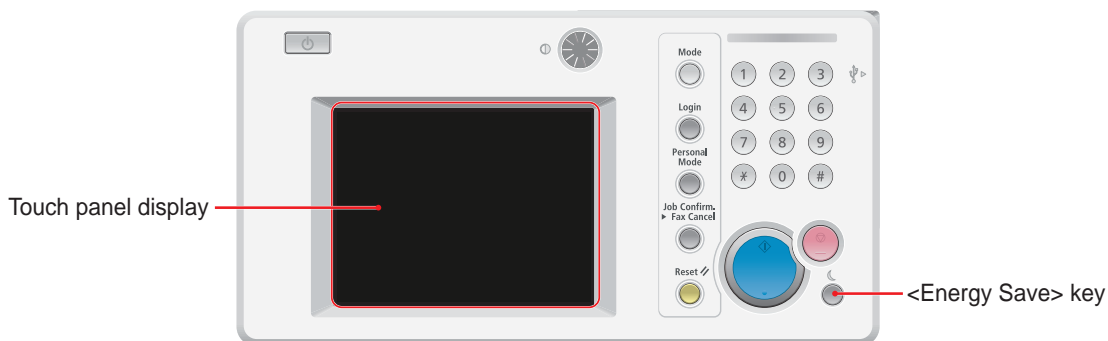 Mode
1 2 3
Login
4 5 6
Personal
Mode
7 8 9
* 0 #
Job Confirm.
▶ Fax Cancel
Touch panel display
Reset
<Energy Save> key